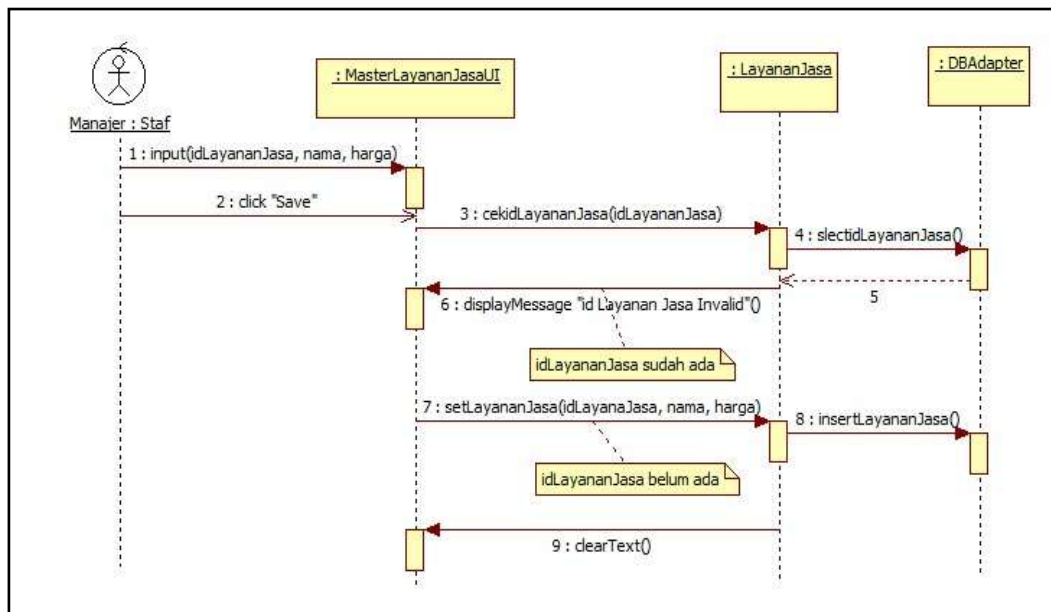 : MasterLayananJasaUI
: LayananJasa
: DBAdapter
Manajer : Staf
1 : input(idLayananJasa, nama, harga)
2 : click "Save"
3 : cekidLayananJasa(idLayananJasa)
4 : slectidLayananJasa()
5
6 : displayMessage "id Layanan Jasa Invalid"()
idLayananJasa sudah ada
7 : setLayananJasa(idLayanaJasa, nama, harga)
8 : insertLayananJasa()
idLayananJasa belum ada
9 : clearText()